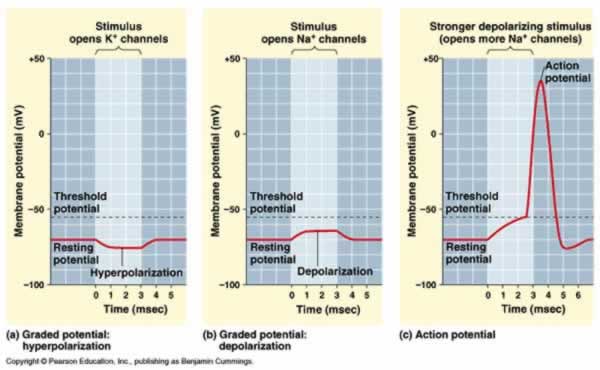 Stimulus
opens K⁺ channels
+50
0
−50
−100
Membrane potential (mV)
Threshold
potential
Resting
potential
Hyperpolarization
0 1 2 3 4 5
Time (msec)
(a) Graded potential:
hyperpolarization
Stimulus
opens Na⁺ channels
+50
0
−50
−100
Membrane potential (mV)
Threshold
potential
Resting
potential
Depolarization
0 1 2 3 4 5
Time (msec)
(b) Graded potential:
depolarization
Stronger depolarizing stimulus
(opens more Na⁺ channels)
+50
0
−50
−100
Membrane potential (mV)
Action
potential
Threshold
potential
Resting
potential
0 1 2 3 4 5 6
Time (msec)
(c) Action potential
Copyright © Pearson Education, Inc., publishing as Benjamin Cummings.